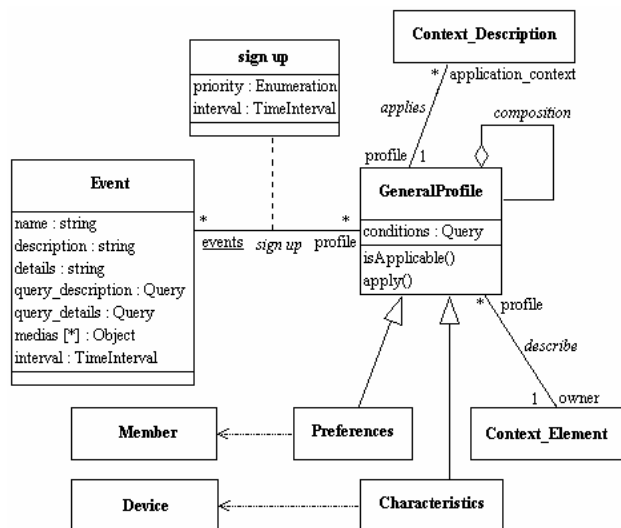 Context_Description
sign up
priority : Enumeration
interval : TimeInterval
* application_context
applies
composition
profile 1
Event
name : string
description : string
details : string
query_description : Query
query_details : Query
medias [*] : Object
interval : TimeInterval
* *
events sign up profile
GeneralProfile
conditions : Query
isApplicable()
apply()
* profile
describe
1 owner
Member
Preferences
Context_Element
Device
Characteristics